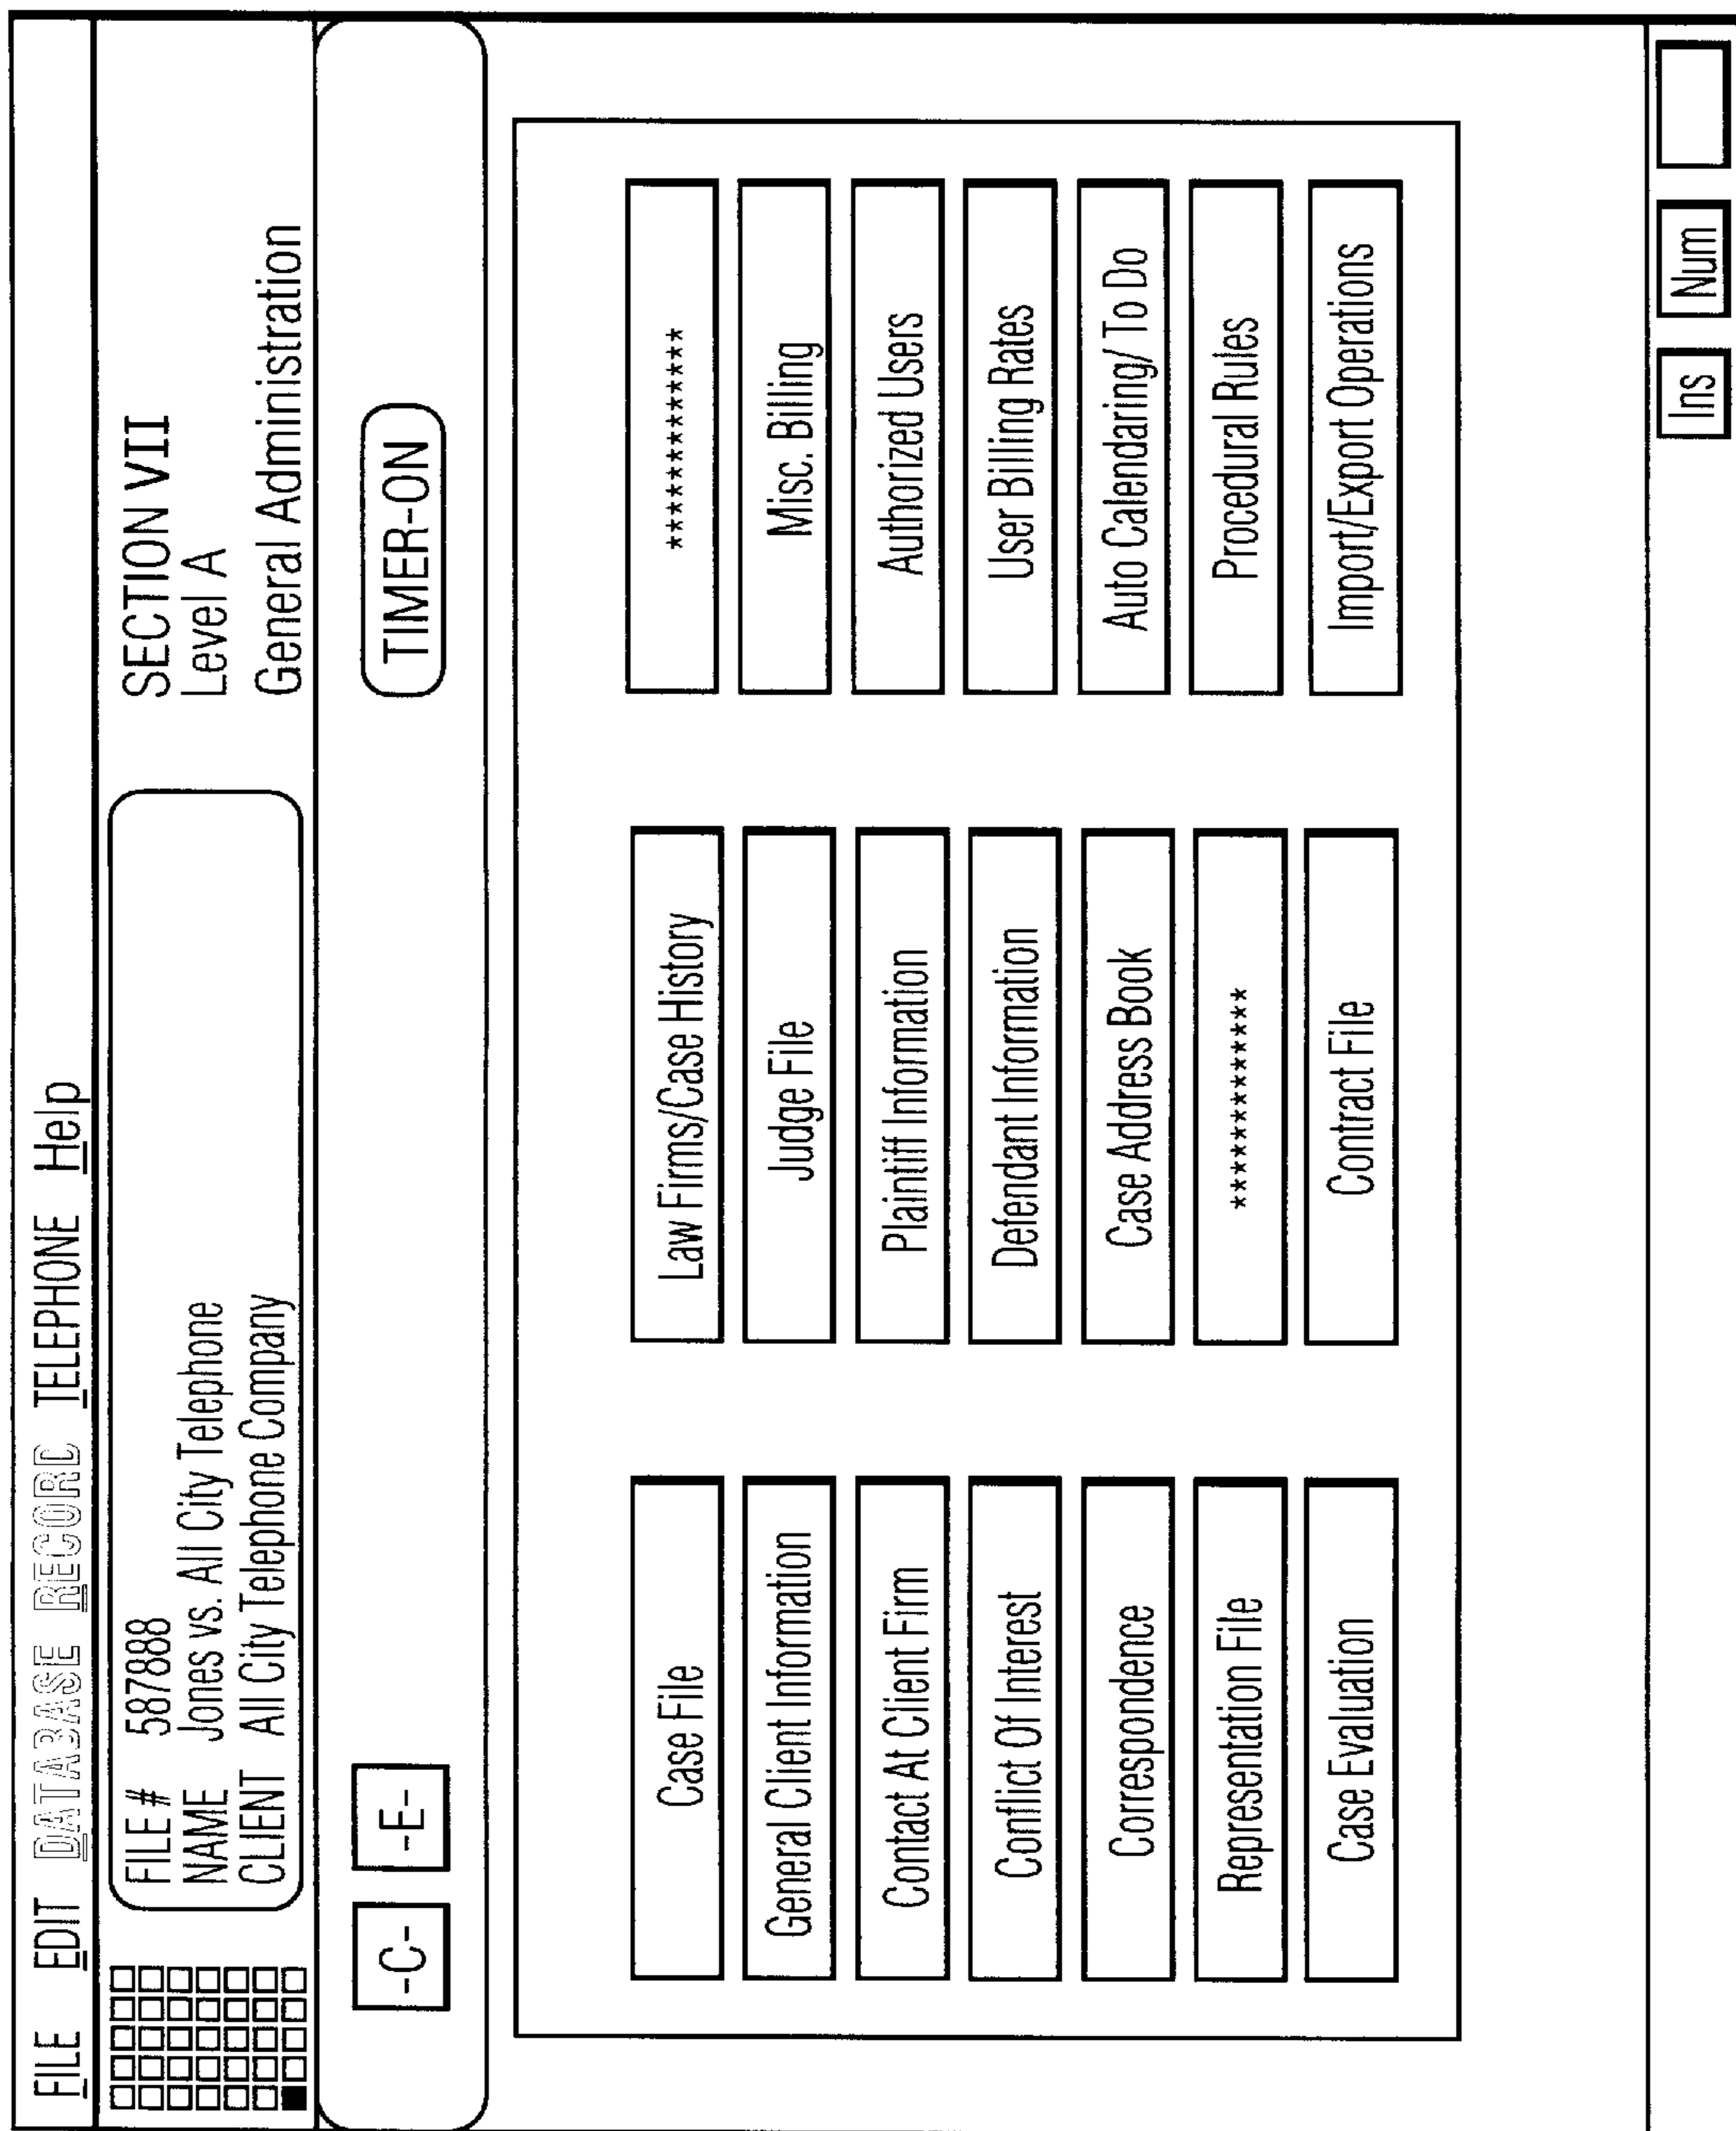 FILE EDIT DATABASE RECORD TELEPHONE Help
FILE # 587888
NAME Jones vs. All City Telephone
CLIENT All City Telephone Company
SECTION VII
Level A
General Administration
-C- -E- TIMER-ON
Case File
General Client Information
Contact At Client Firm
Conflict Of Interest
Correspondence
Representation File
Case Evaluation
Law Firms/Case History
Judge File
Plaintiff Information
Defendant Information
Case Address Book
************
Contract File
************
Misc. Billing
Authorized Users
User Billing Rates
Auto Calendaring/ To Do
Procedural Rules
Import/Export Operations
Ins Num